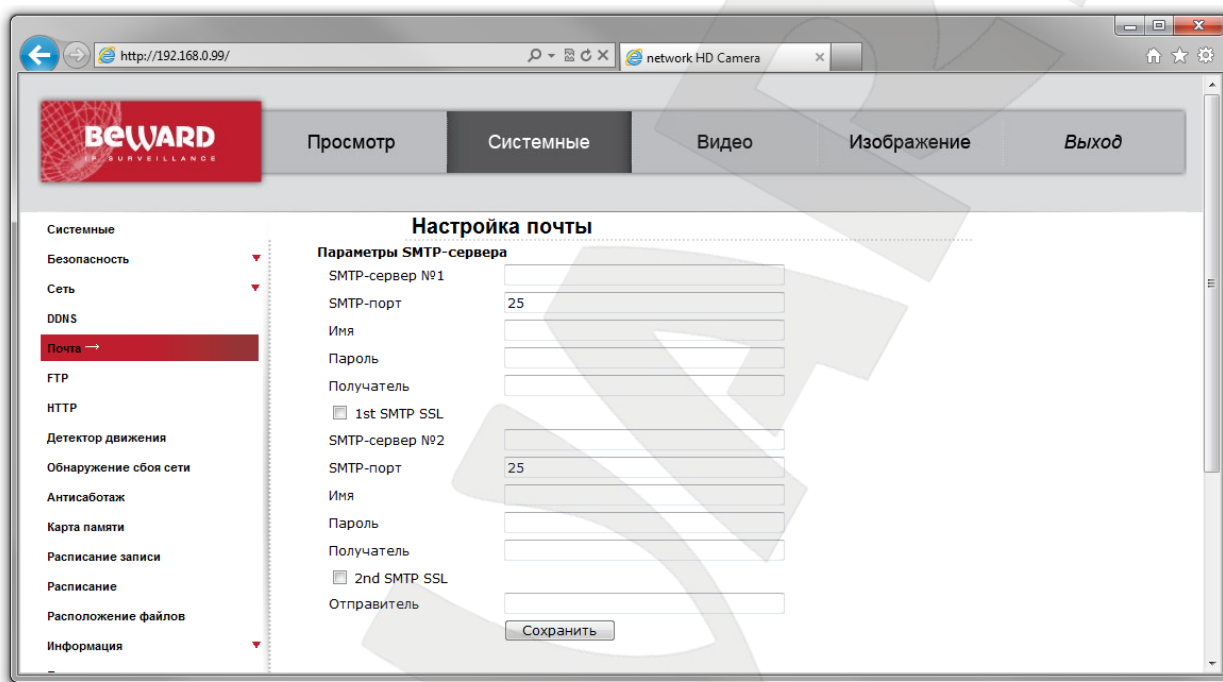 http://192.168.0.99/
network HD Camera
BEWARD
IP SURVEILLANCE
Просмотр
Системные
Видео
Изображение
Выход
Системные
Безопасность
Сеть
DDNS
Почта →
FTP
HTTP
Детектор движения
Обнаружение сбоя сети
Антисаботаж
Карта памяти
Расписание записи
Расписание
Расположение файлов
Информация
Настройка почты
Параметры SMTP-сервера
SMTP-сервер №1
SMTP-порт 25
Имя
Пароль
Получатель
1st SMTP SSL
SMTP-сервер №2
SMTP-порт 25
Имя
Пароль
Получатель
2nd SMTP SSL
Отправитель
Сохранить